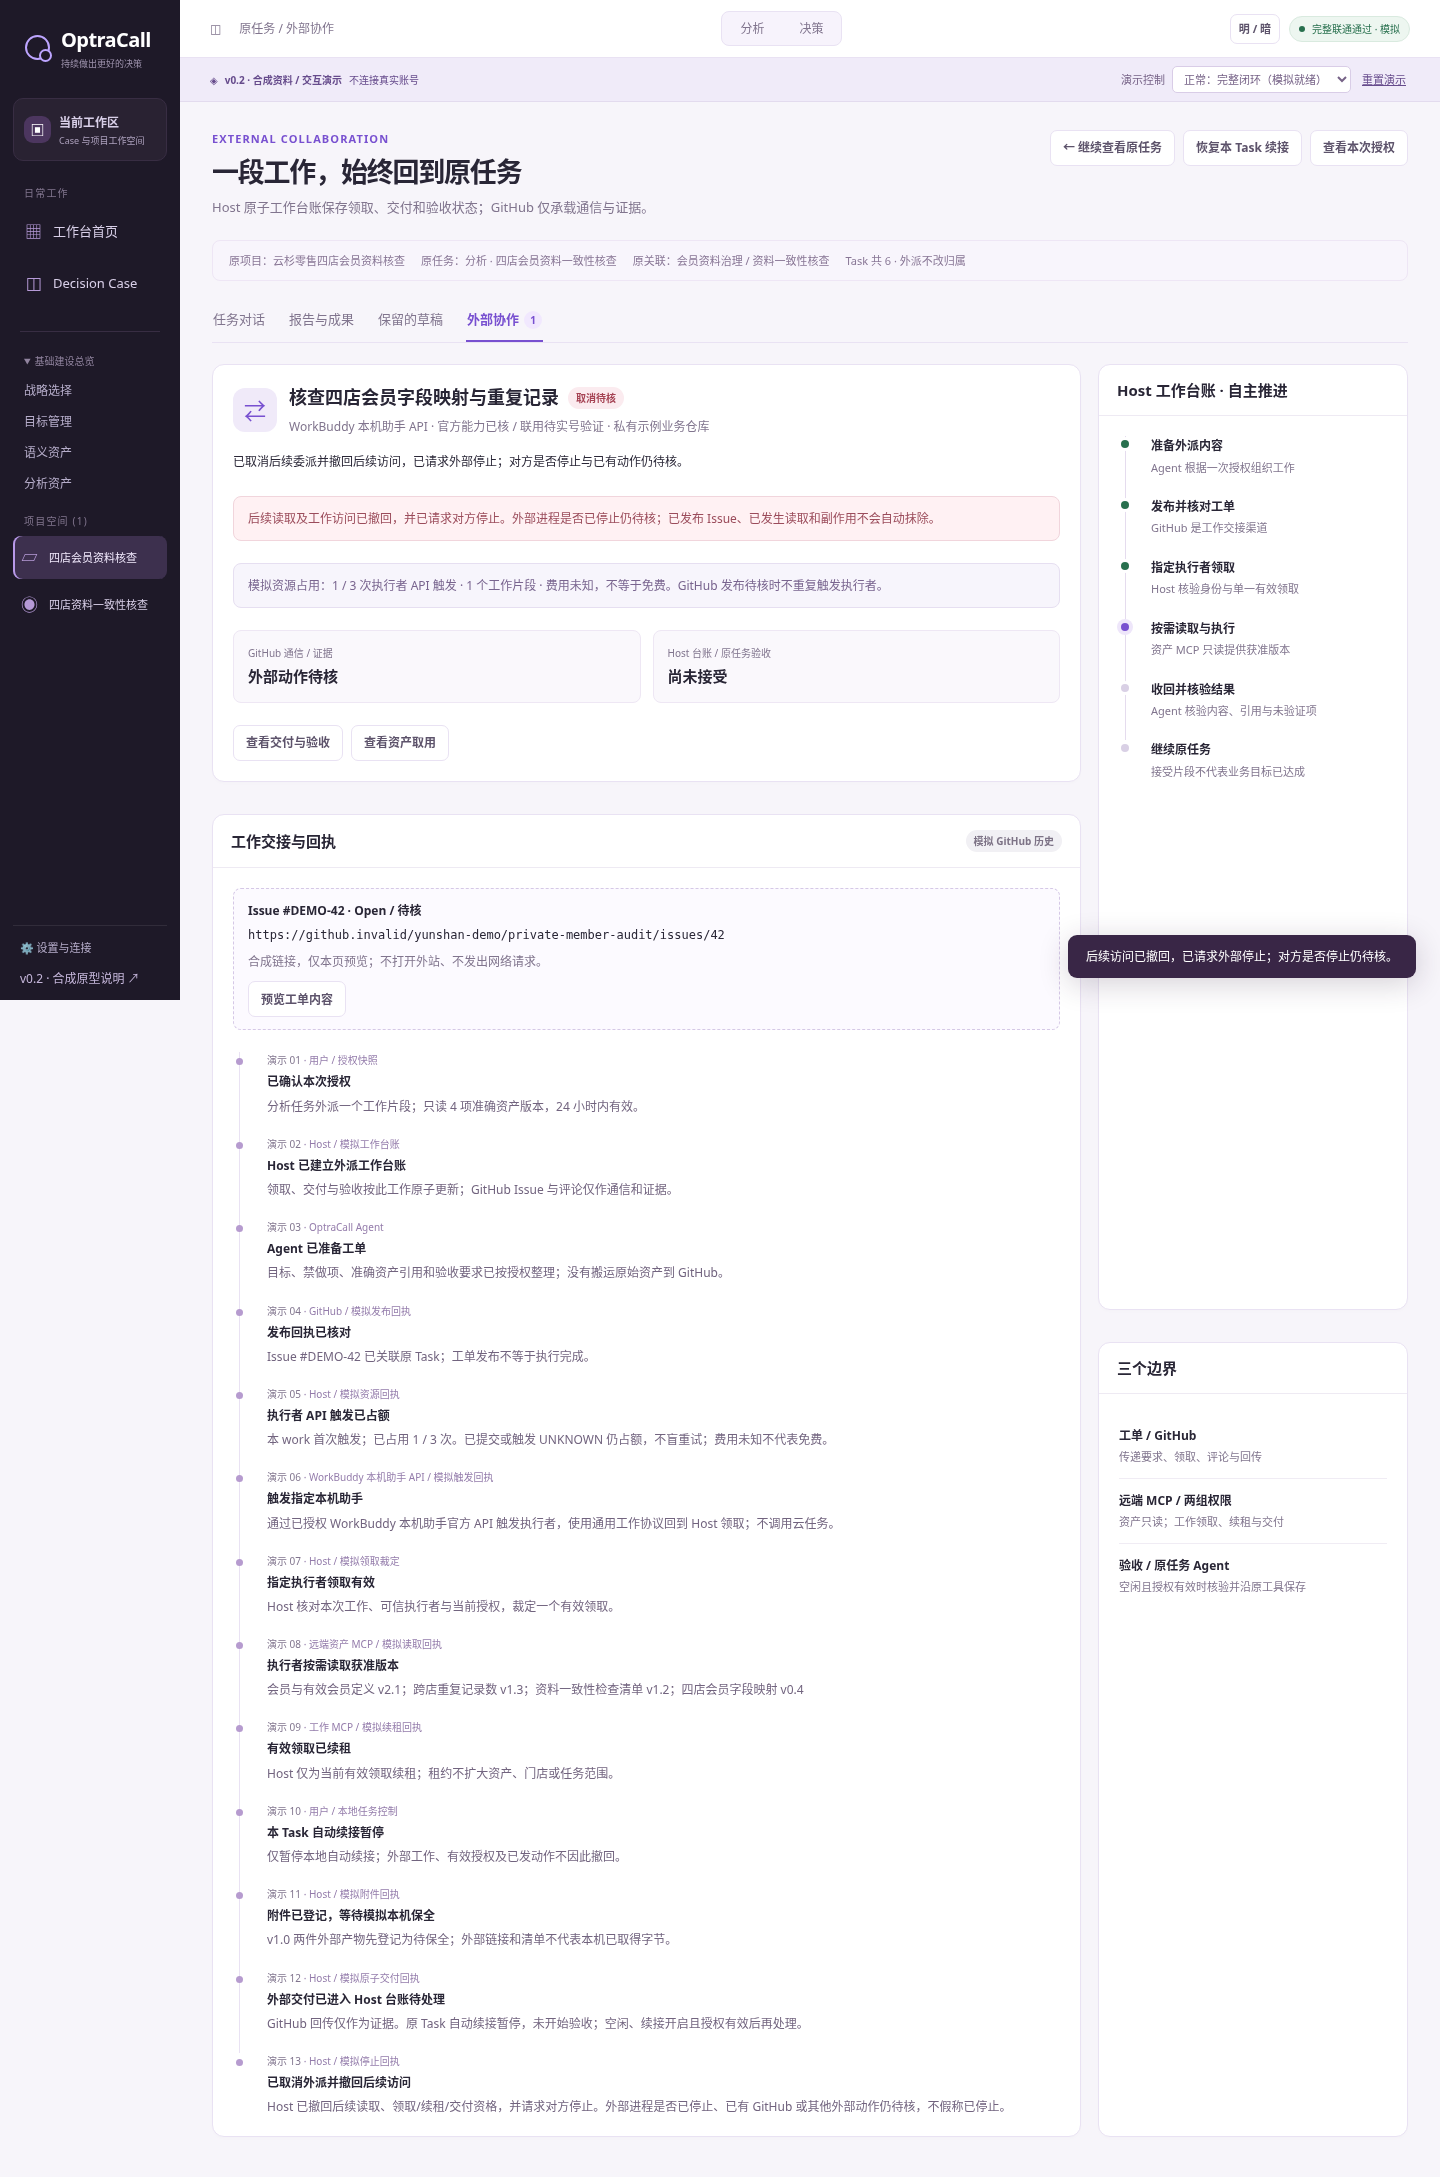 OptraCall
持续做出更好的决策
当前工作区
Case 与项目工作空间
日常工作
工作台首页
Decision Case
▼ 基础建设总览
战略选择
目标管理
语义资产
分析资产
项目空间 (1)
四店会员资料核查
四店资料一致性核查
设置与连接
v0.2 · 合成原型说明 ↗
原任务 / 外部协作
分析
决策
明 / 暗
完整联通通过 · 模拟
v0.2 · 合成资料 / 交互演示 不连接真实账号
演示控制
正常：完整闭环（模拟就绪）
重置演示
EXTERNAL COLLABORATION
一段工作，始终回到原任务
Host 原子工作台账保存领取、交付和验收状态；GitHub 仅承载通信与证据。
← 继续查看原任务
恢复本 Task 续接
查看本次授权
原项目：云杉零售四店会员资料核查 原任务：分析 · 四店会员资料一致性核查 原关联：会员资料治理 / 资料一致性核查 Task 共 6 · 外派不改归属
任务对话
报告与成果
保留的草稿
外部协作 1
核查四店会员字段映射与重复记录 取消待核
WorkBuddy 本机助手 API · 官方能力已核 / 联用待实号验证 · 私有示例业务仓库
已取消后续委派并撤回后续访问，已请求外部停止；对方是否停止与已有动作仍待核。
后续读取及工作访问已撤回，并已请求对方停止。外部进程是否已停止仍待核；已发布 Issue、已发生读取和副作用不会自动抹除。
模拟资源占用：1 / 3 次执行者 API 触发 · 1 个工作片段 · 费用未知，不等于免费。GitHub 发布待核时不重复触发执行者。
GitHub 通信 / 证据
外部动作待核
Host 台账 / 原任务验收
尚未接受
查看交付与验收
查看资产取用
Host 工作台账 · 自主推进
准备外派内容
Agent 根据一次授权组织工作
发布并核对工单
GitHub 是工作交接渠道
指定执行者领取
Host 核验身份与单一有效领取
按需读取与执行
资产 MCP 只读提供获准版本
收回并核验结果
Agent 核验内容、引用与未验证项
继续原任务
接受片段不代表业务目标已达成
工作交接与回执
模拟 GitHub 历史
Issue #DEMO-42 · Open / 待核
https://github.invalid/yunshan-demo/private-member-audit/issues/42
合成链接，仅本页预览；不打开外站、不发出网络请求。
预览工单内容
后续访问已撤回，已请求外部停止；对方是否停止仍待核。
演示 01 · 用户 / 授权快照
已确认本次授权
分析任务外派一个工作片段；只读 4 项准确资产版本，24 小时内有效。
演示 02 · Host / 模拟工作台账
Host 已建立外派工作台账
领取、交付与验收按此工作原子更新；GitHub Issue 与评论仅作通信和证据。
演示 03 · OptraCall Agent
Agent 已准备工单
目标、禁做项、准确资产引用和验收要求已按授权整理；没有搬运原始资产到 GitHub。
演示 04 · GitHub / 模拟发布回执
发布回执已核对
Issue #DEMO-42 已关联原 Task；工单发布不等于执行完成。
演示 05 · Host / 模拟资源回执
执行者 API 触发已占额
本 work 首次触发；已占用 1 / 3 次。已提交或触发 UNKNOWN 仍占额，不盲重试；费用未知不代表免费。
演示 06 · WorkBuddy 本机助手 API / 模拟触发回执
触发指定本机助手
通过已授权 WorkBuddy 本机助手官方 API 触发执行者，使用通用工作协议回到 Host 领取；不调用云任务。
演示 07 · Host / 模拟领取裁定
指定执行者领取有效
Host 核对本次工作、可信执行者与当前授权，裁定一个有效领取。
演示 08 · 远端资产 MCP / 模拟读取回执
执行者按需读取获准版本
会员与有效会员定义 v2.1；跨店重复记录数 v1.3；资料一致性检查清单 v1.2；四店会员字段映射 v0.4
演示 09 · 工作 MCP / 模拟续租回执
有效领取已续租
Host 仅为当前有效领取续租；租约不扩大资产、门店或任务范围。
演示 10 · 用户 / 本地任务控制
本 Task 自动续接暂停
仅暂停本地自动续接；外部工作、有效授权及已发动作不因此撤回。
演示 11 · Host / 模拟附件回执
附件已登记，等待模拟本机保全
v1.0 两件外部产物先登记为待保全；外部链接和清单不代表本机已取得字节。
演示 12 · Host / 模拟原子交付回执
外部交付已进入 Host 台账待处理
GitHub 回传仅作为证据。原 Task 自动续接暂停，未开始验收；空闲、续接开启且授权有效后再处理。
演示 13 · Host / 模拟停止回执
已取消外派并撤回后续访问
Host 已撤回后续读取、领取/续租/交付资格，并请求对方停止。外部进程是否已停止、已有 GitHub 或其他外部动作仍待核，不假称已停止。
三个边界
工单 / GitHub
传递要求、领取、评论与回传
远端 MCP / 两组权限
资产只读；工作领取、续租与交付
验收 / 原任务 Agent
空闲且授权有效时核验并沿原工具保存